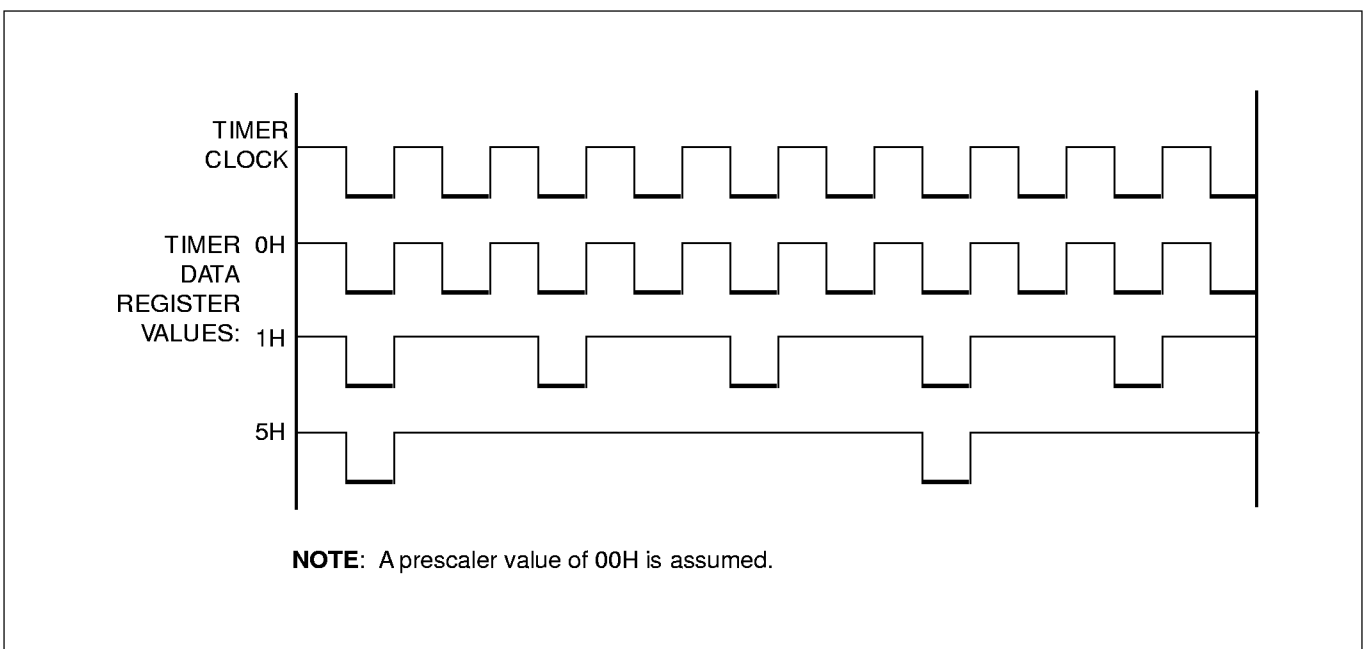 TIMER
CLOCK
TIMER 0H
DATA
REGISTER
VALUES: 1H
5H
NOTE: A prescaler value of 00H is assumed.